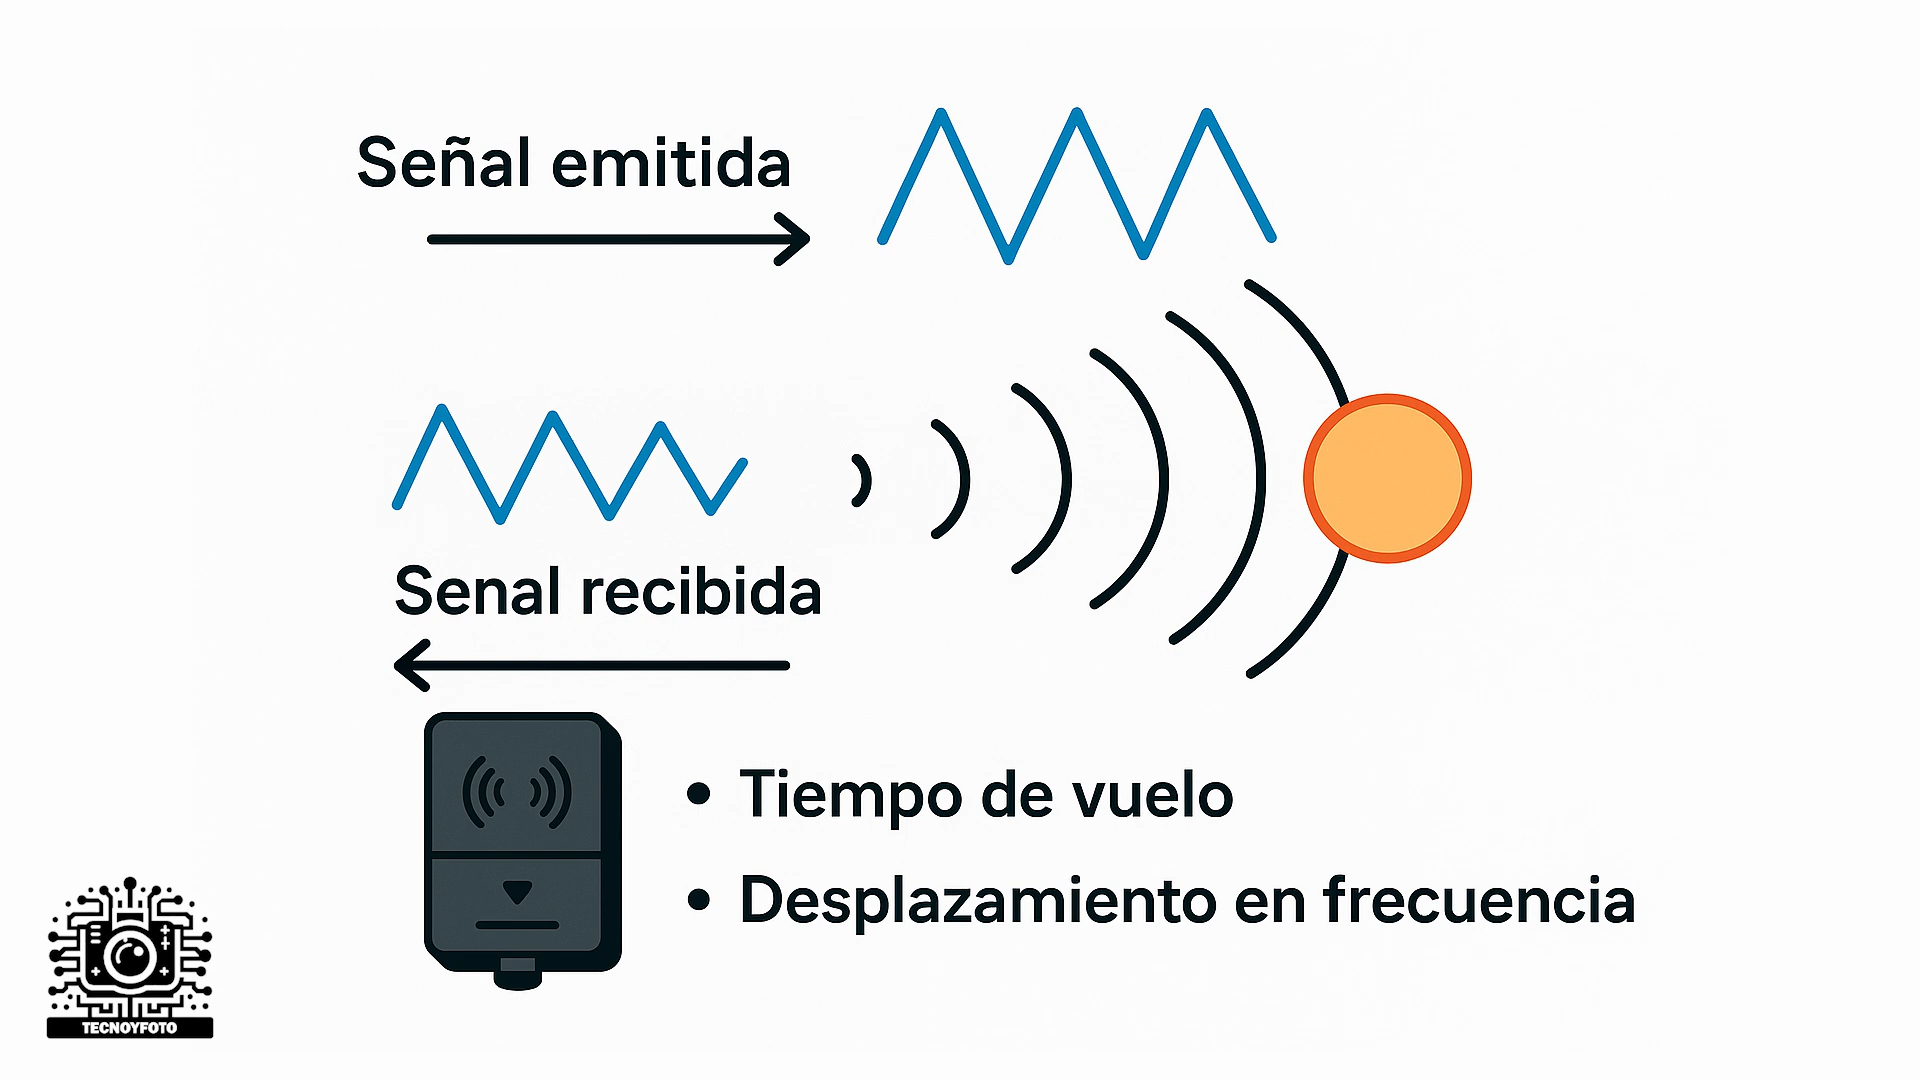 Señal emitida
Senal recibida
• Tiempo de vuelo
• Desplazamiento en frecuencia
TECNOYFOTO